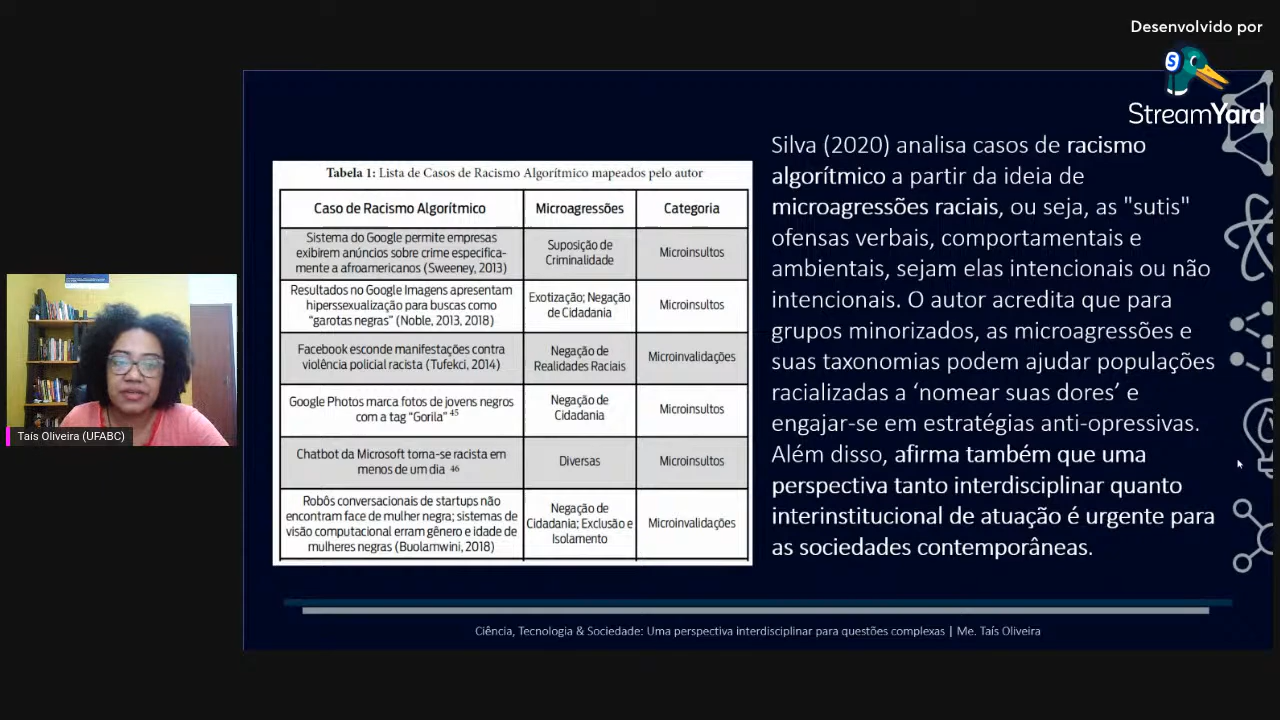 Desenvolvido por
StreamYard
Tabela 1: Lista de Casos de Racismo Algorítmico mapeados pelo autor
Caso de Racismo Algorítmico
Microagressões
Categoria
Sistema do Google permite empresas
exibirem anúncios sobre crime especifica-
mente a afroamericanos (Sweeney, 2013)
Suposição de
Criminalidade
Microinsultos
Resultados no Google Imagens apresentam
hiperssexualização para buscas como
"garotas negras" (Noble, 2013, 2018)
Exotização; Negação
de Cidadania
Microinsultos
Facebook esconde manifestações contra
violência policial racista (Tufekci, 2014)
Negação de
Realidades Raciais
Microinvalidações
Google Photos marca fotos de jovens negros
com a tag "Gorila" 45
Negação de
Cidadania
Microinsultos
Chatbot da Microsoft torna-se racista em
menos de um dia 46
Diversas
Microinsultos
Robôs conversacionais de startups não
encontram face de mulher negra; sistemas de
visão computacional erram gênero e idade de
mulheres negras (Buolamwini, 2018)
Negação de
Cidadania; Exclusão e
Isolamento
Microinvalidações
Silva (2020) analisa casos de racismo
algorítmico a partir da ideia de
microagressões raciais, ou seja, as "sutis"
ofensas verbais, comportamentais e
ambientais, sejam elas intencionais ou não
intencionais. O autor acredita que para
grupos minorizados, as microagressões e
suas taxonomias podem ajudar populações
racializadas a ‘nomear suas dores’ e
engajar-se em estratégias anti-opressivas.
Além disso, afirma também que uma
perspectiva tanto interdisciplinar quanto
interinstitucional de atuação é urgente para
as sociedades contemporâneas.
Taís Oliveira (UFABC)
Ciência, Tecnologia & Sociedade: Uma perspectiva interdisciplinar para questões complexas | Me. Taís Oliveira